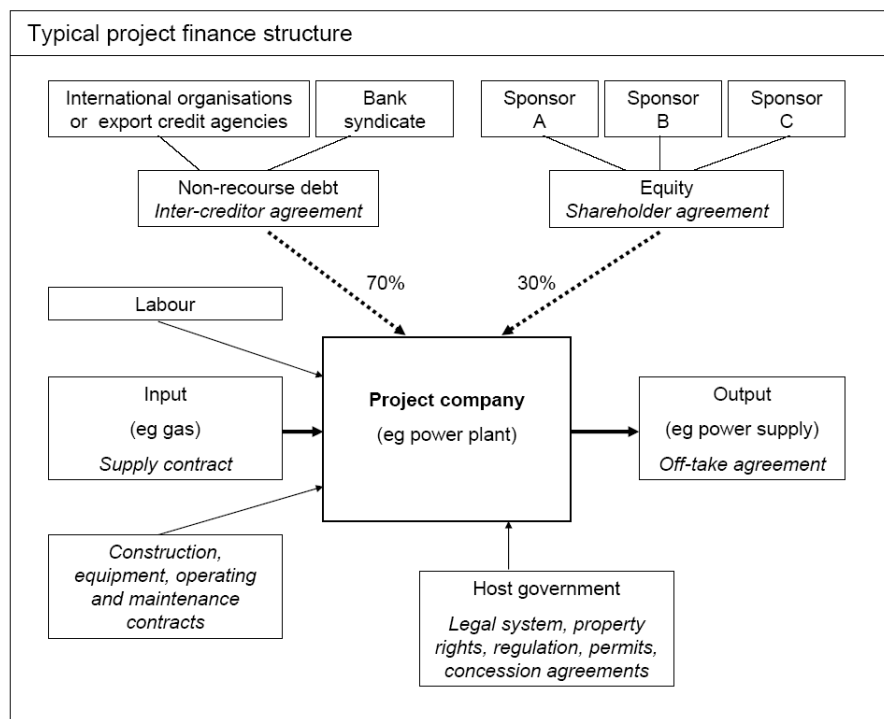 Typical project finance structure
International organisations
or export credit agencies
Bank
syndicate
Sponsor
A
Sponsor
B
Sponsor
C
Non-recourse debt
Inter-creditor agreement
Equity
Shareholder agreement
70%
30%
Labour
Input
(eg gas)
Supply contract
Project company
(eg power plant)
Output
(eg power supply)
Off-take agreement
Construction,
equipment, operating
and maintenance
contracts
Host government
Legal system, property
rights, regulation, permits,
concession agreements